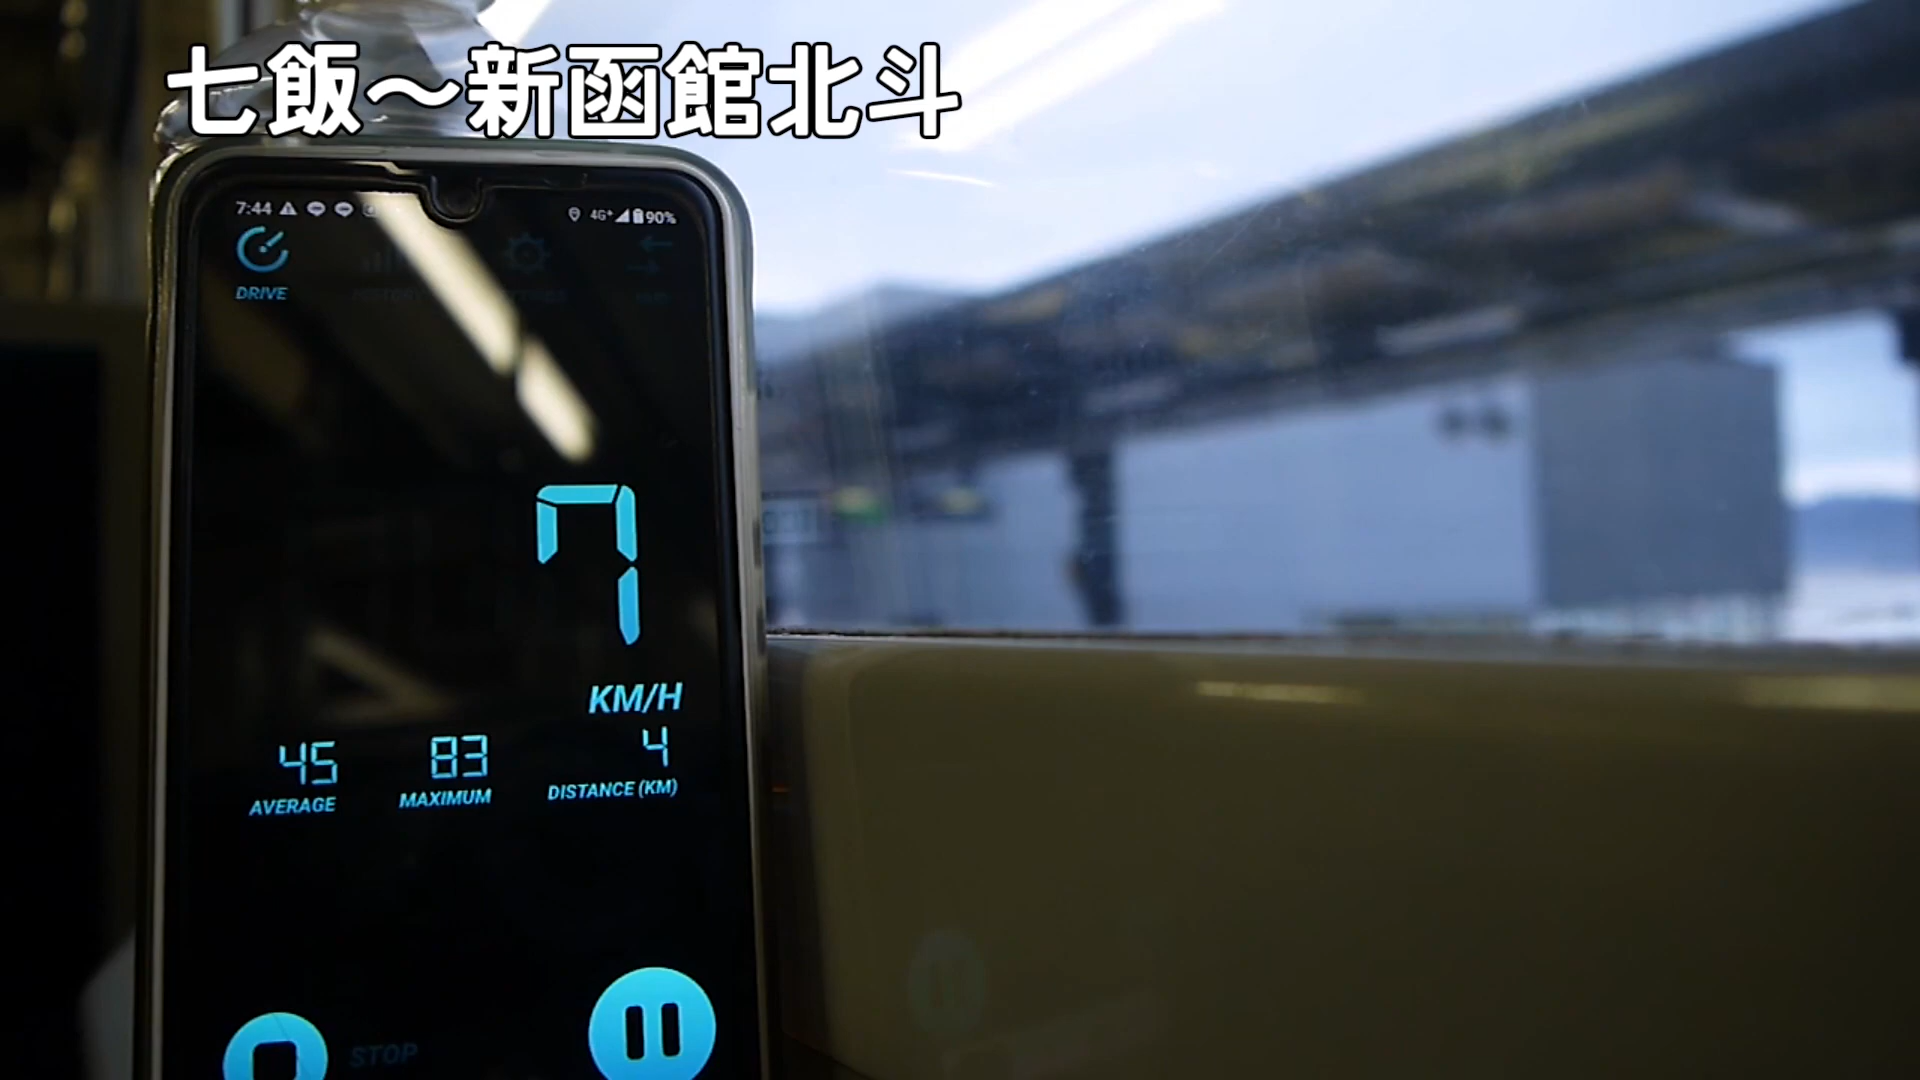 七飯～新函館北斗
7:44
4G+ 90%
DRIVE
7
KM/H
45 83 4
AVERAGE MAXIMUM DISTANCE (KM)
STOP